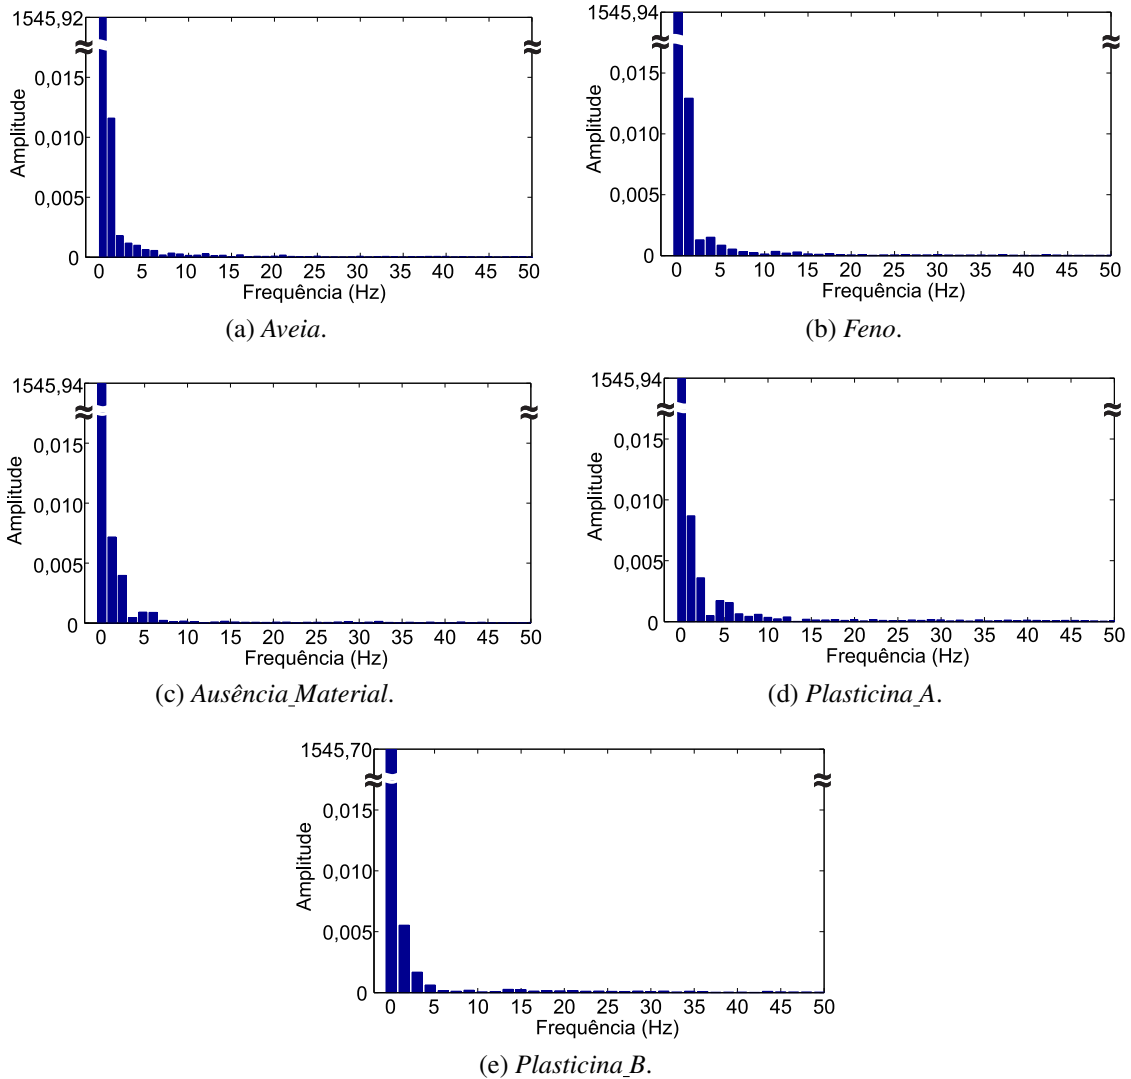 1545,92
0,015
0,010
0,005
0
Amplitude
0 5 10 15 20 25 30 35 40 45 50
Frequência (Hz)
(a) Aveia.
1545,94
0,015
0,010
0,005
0
Amplitude
0 5 10 15 20 25 30 35 40 45 50
Frequência (Hz)
(b) Feno.
1545,94
0,015
0,010
0,005
0
Amplitude
0 5 10 15 20 25 30 35 40 45 50
Frequência (Hz)
(c) Ausência_Material.
1545,94
0,015
0,010
0,005
0
Amplitude
0 5 10 15 20 25 30 35 40 45 50
Frequência (Hz)
(d) Plasticina_A.
1545,70
0,015
0,010
0,005
0
Amplitude
0 5 10 15 20 25 30 35 40 45 50
Frequência (Hz)
(e) Plasticina_B.